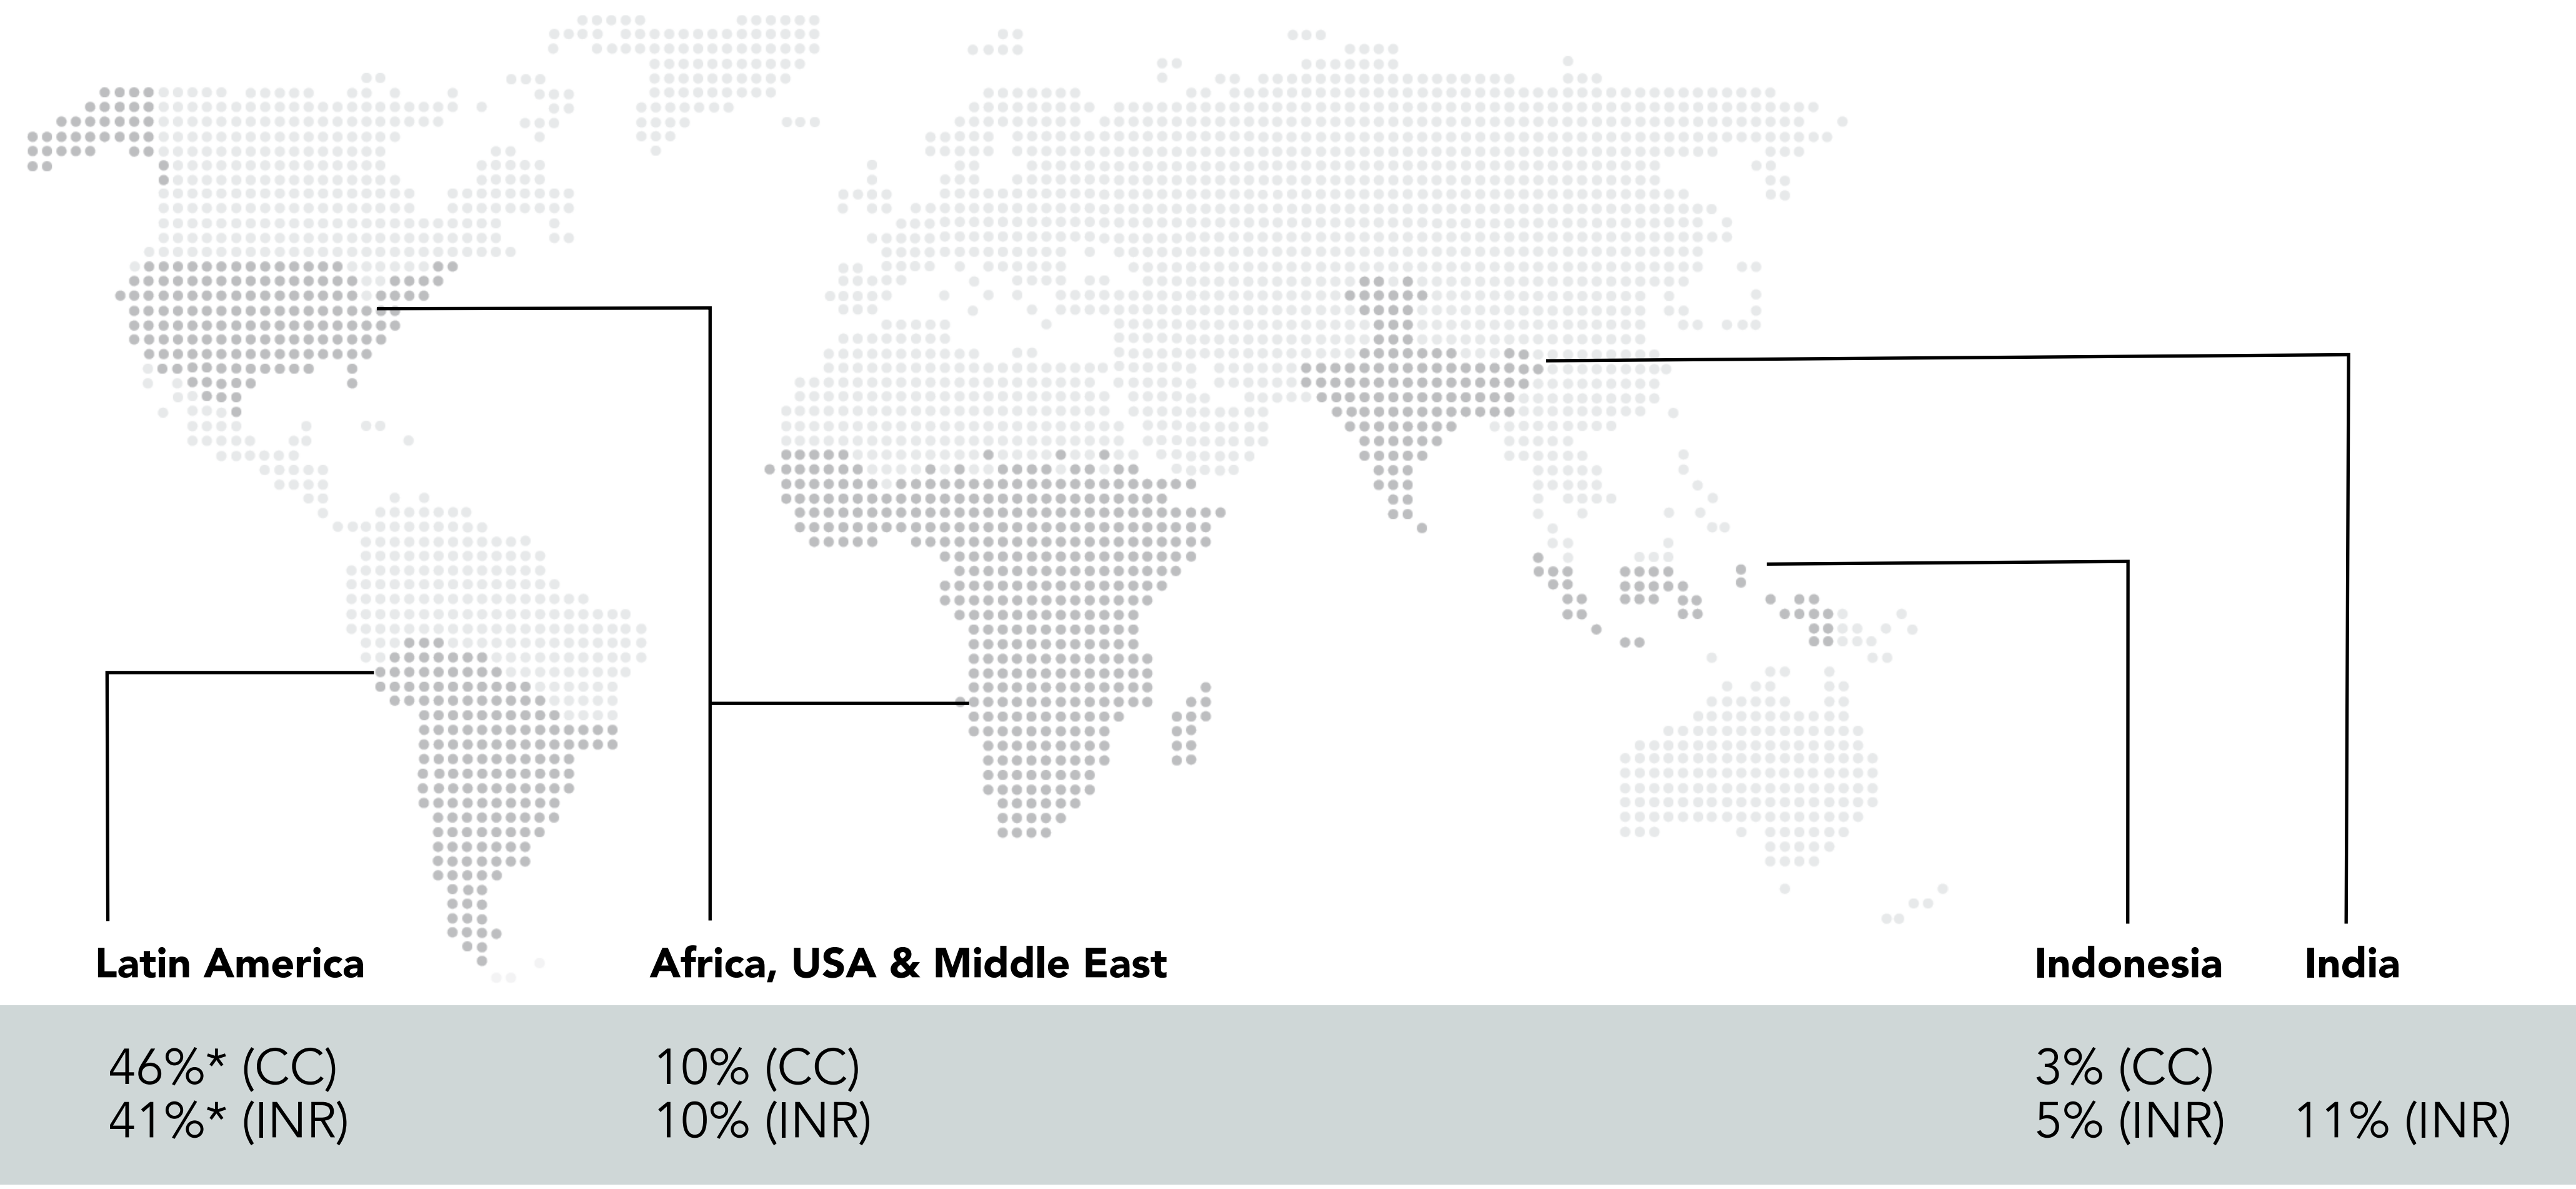 Latin America
Africa, USA & Middle East
Indonesia
India
46%* (CC)
41%* (INR)
10% (CC)
10% (INR)
3% (CC)
5% (INR)
11% (INR)